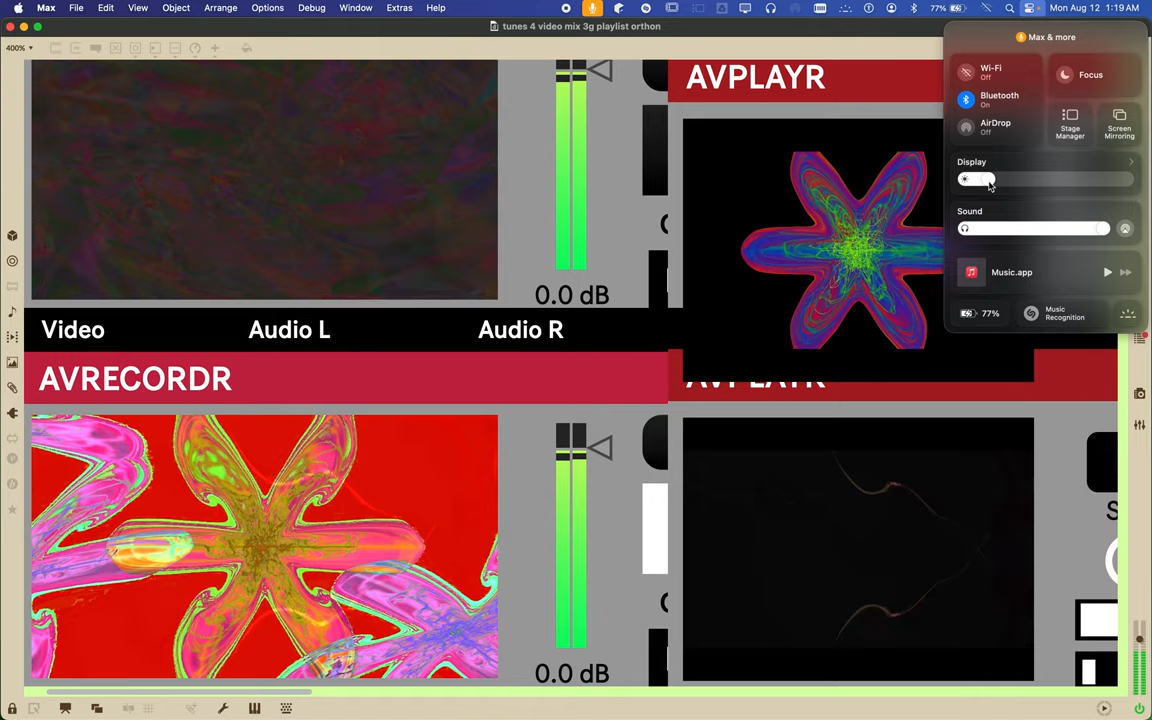 Max File Edit View Object Arrange Options Debug Window Extras Help 77% Mon Aug 12 1:19 AM
tunes 4 video mix 3g playlist orthon
400%
Max & more
Wi-Fi
Off
Bluetooth
On
AirDrop
Off
Focus
Stage
Manager
Screen
Mirroring
Display
Sound
Music.app
77%
Music
Recognition
AVPLAYR
0.0 dB
Video Audio L Audio R
AVRECORDR
AVPLAYR
0.0 dB